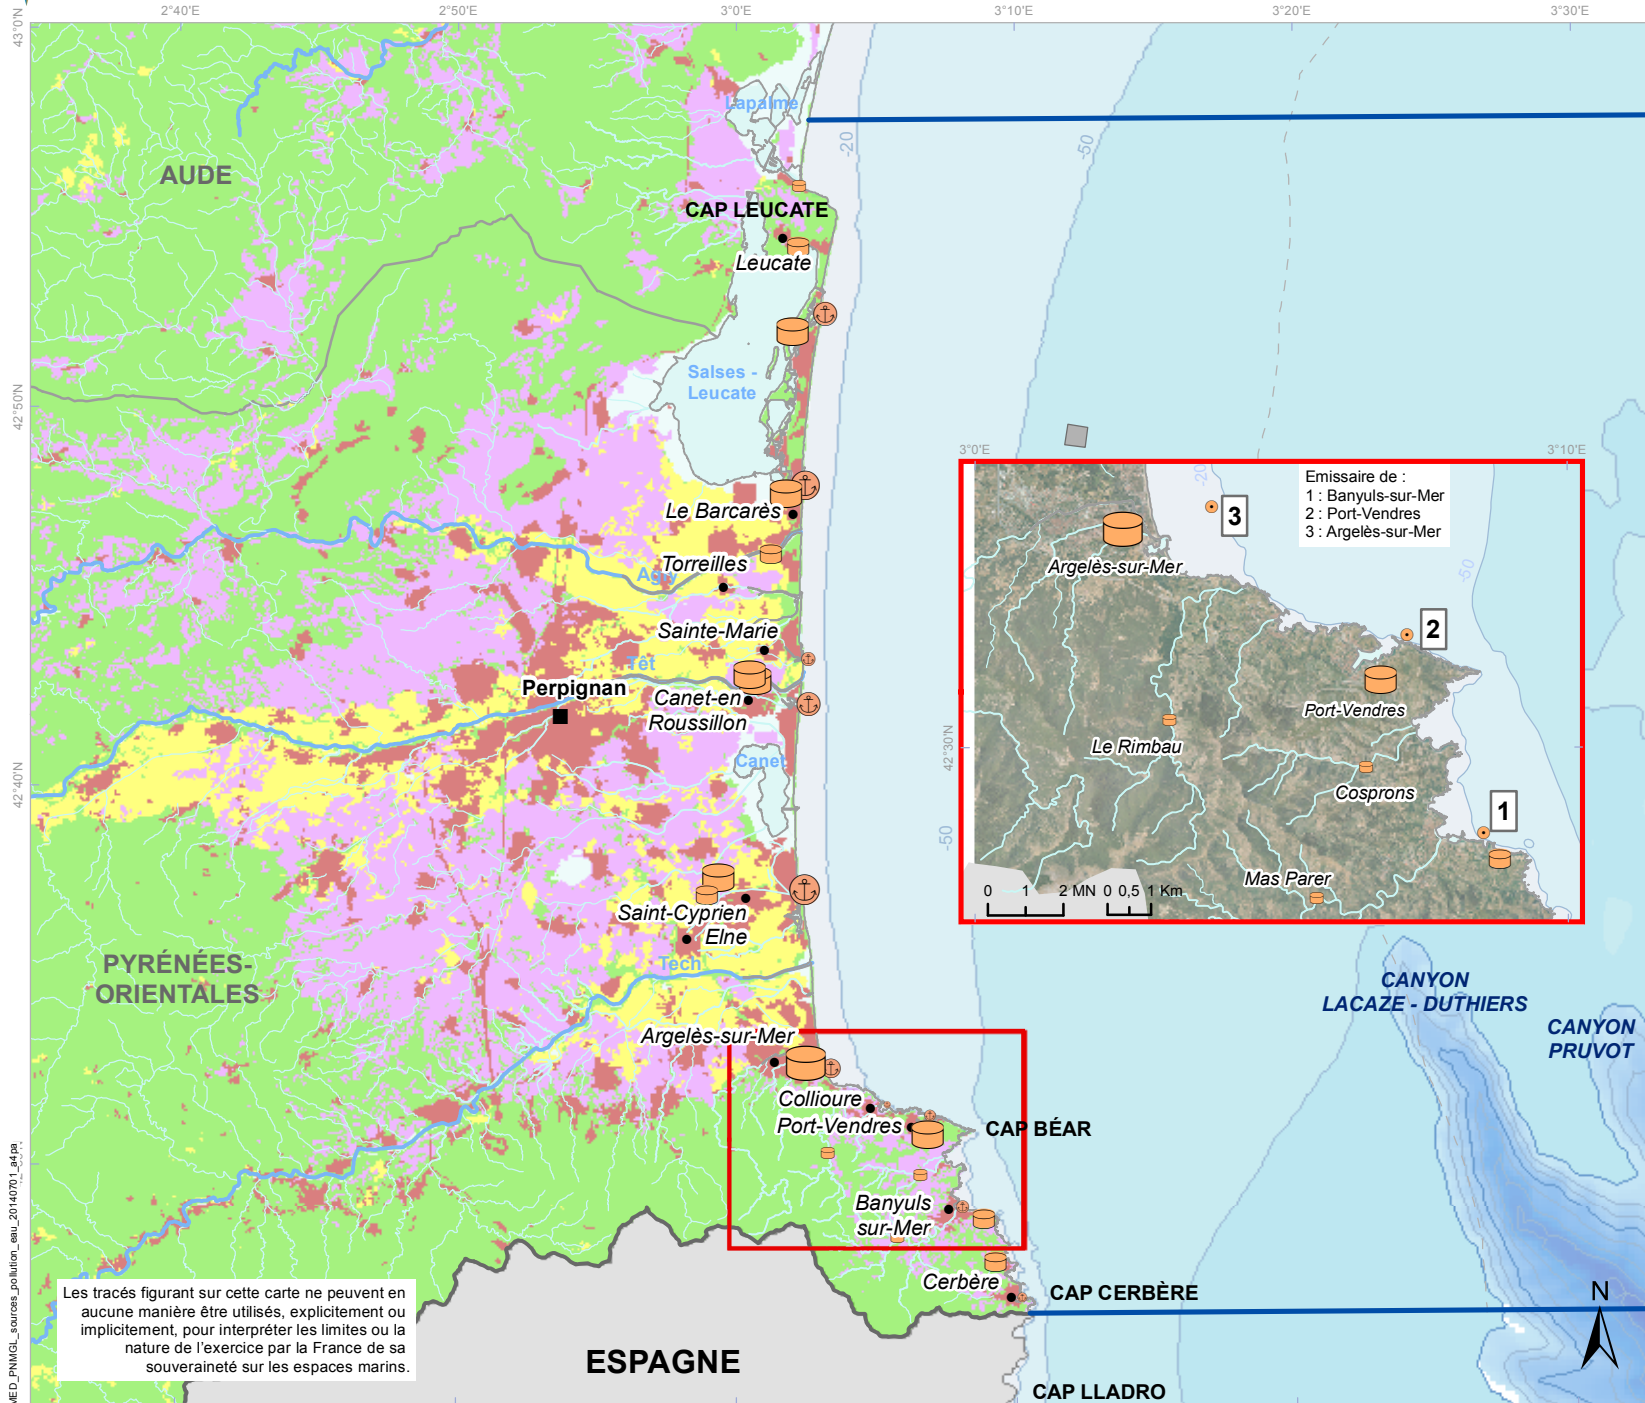 2°40'E
2°50'E
3°0'E
3°10'E
3°20'E
3°30'E
43°0'N
Lapalme
-20
-50
AUDE
CAP LEUCATE
Leucate
Salses -
Leucate
42°50'N
3°0'E
3°10'E
-20
Emissaire de :
1 : Banyuls-sur-Mer
2 : Port-Vendres
3 : Argelès-sur-Mer
3
Le Barcarès
Torreilles
Agly
Argelès-sur-Mer
-50
2
Sainte-Marie
Têt
Perpignan
Canet-en
Roussillon
Port-Vendres
Le Rimbau
42°30'N
Canet
42°40'N
Cosprons
1
-50
0
Mas Parer
0 1 2 MN 0 0,5 1 Km
Saint-Cyprien
Elne
Tech
PYRÉNÉES-
ORIENTALES
CANYON
LACAZE - DUTHIERS
CANYON
PRUVOT
Argelès-sur-Mer
Collioure
Port-Vendres
CAP BÉAR
Banyuls
sur-Mer
Cerbère
CAP CERBÈRE
N
Les tracés figurant sur cette carte ne peuvent en
aucune manière être utilisés, explicitement ou
implicitement, pour interpréter les limites ou la
nature de l'exercice par la France de sa
souveraineté sur les espaces marins.
ESPAGNE
CAP LLADRO
MED_PNMGL_sources_pollution_eau_20140701_a4pa